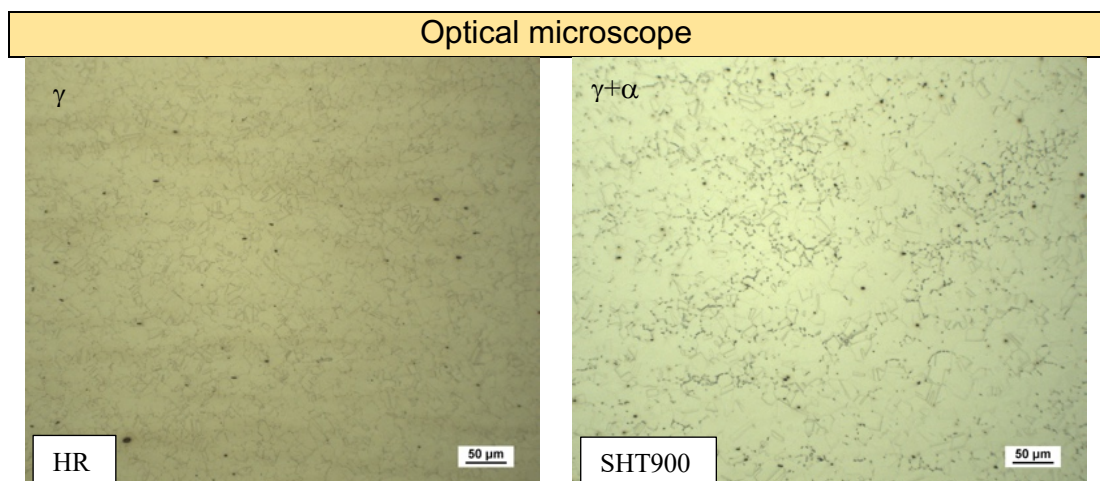 Optical microscope
γ
γ+α
HR
50 µm
SHT900
50 µm